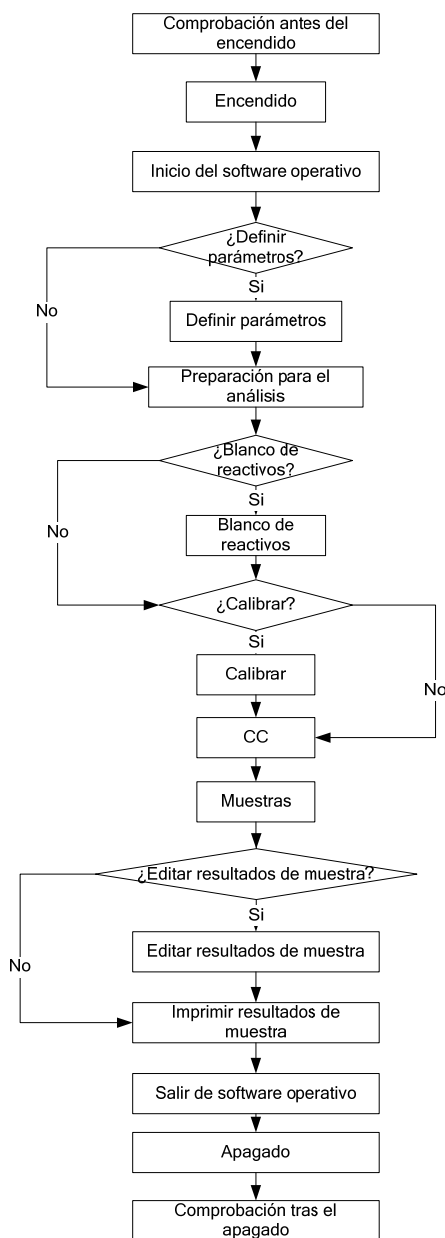 Comprobación antes del
encendido
Encendido
Inicio del software operativo
¿Definir
parámetros?
No
Si
Definir parámetros
Preparación para el
análisis
¿Blanco de
reactivos?
Si
No
Blanco de
reactivos
¿Calibrar?
Si
Calibrar
No
CC
Muestras
¿Editar resultados de muestra?
Si
Editar resultados de muestra
No
Imprimir resultados de
muestra
Salir de software operativo
Apagado
Comprobación tras el
apagado